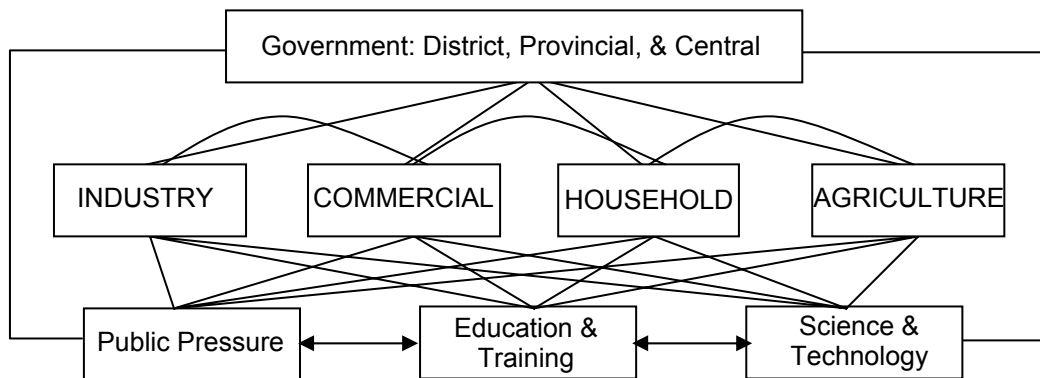 Government: District, Provincial, & Central
INDUSTRY
COMMERCIAL
HOUSEHOLD
AGRICULTURE
Public Pressure
Education &
Training
Science &
Technology